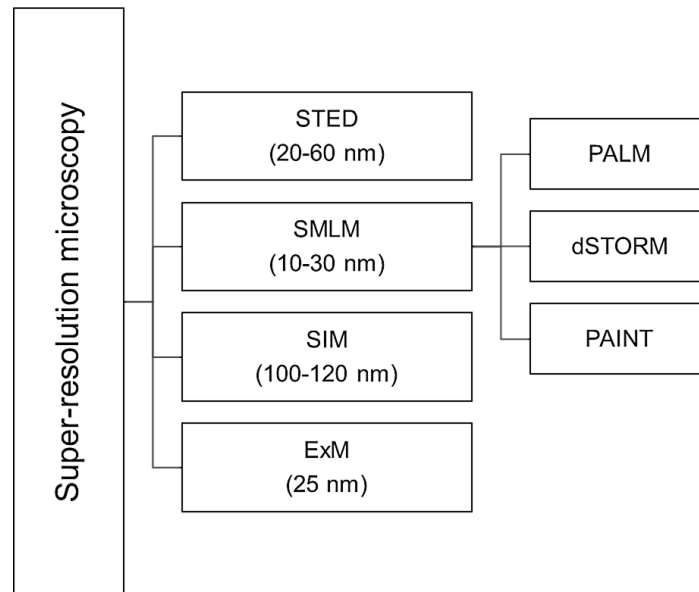 Super-resolution microscopy
STED
(20-60 nm)
SMLM
(10-30 nm)
SIM
(100-120 nm)
ExM
(25 nm)
PALM
dSTORM
PAINT